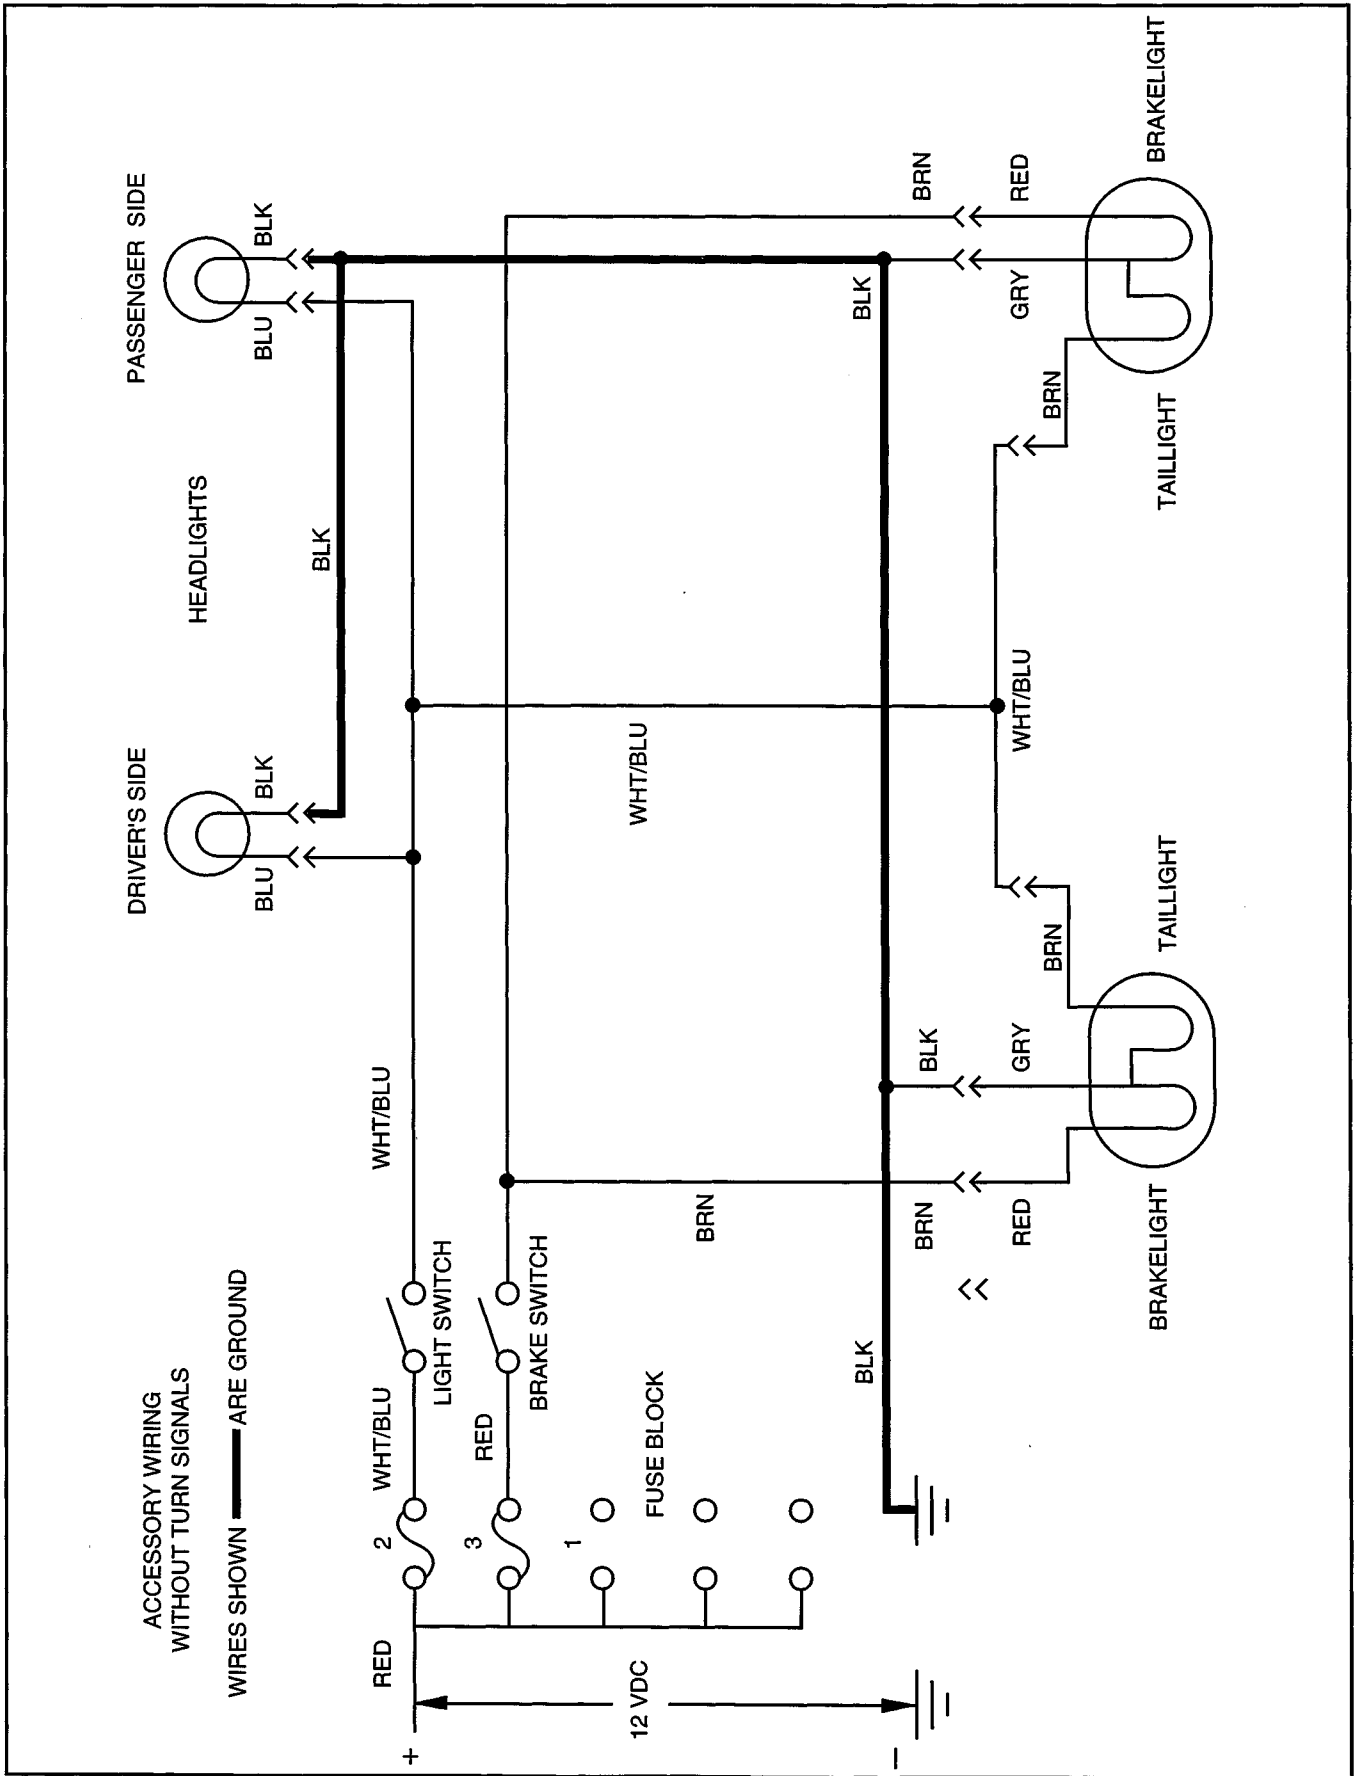 ACCESSORY WIRING
WITHOUT TURN SIGNALS
WIRES SHOWN ARE GROUND
DRIVER'S SIDE
HEADLIGHTS
PASSENGER SIDE
BLU
BLK
BLU
BLK
BLK
RED
2
WHT/BLU
LIGHT SWITCH
WHT/BLU
3
RED
BRAKE SWITCH
1
FUSE BLOCK
+
12 VDC
–
BRN
WHT/BLU
BLK
BLK
BRN
BLK
BRN
RED
GRY
BRN
WHT/BLU
BRN
GRY
RED
BRAKELIGHT
TAILLIGHT
TAILLIGHT
BRAKELIGHT